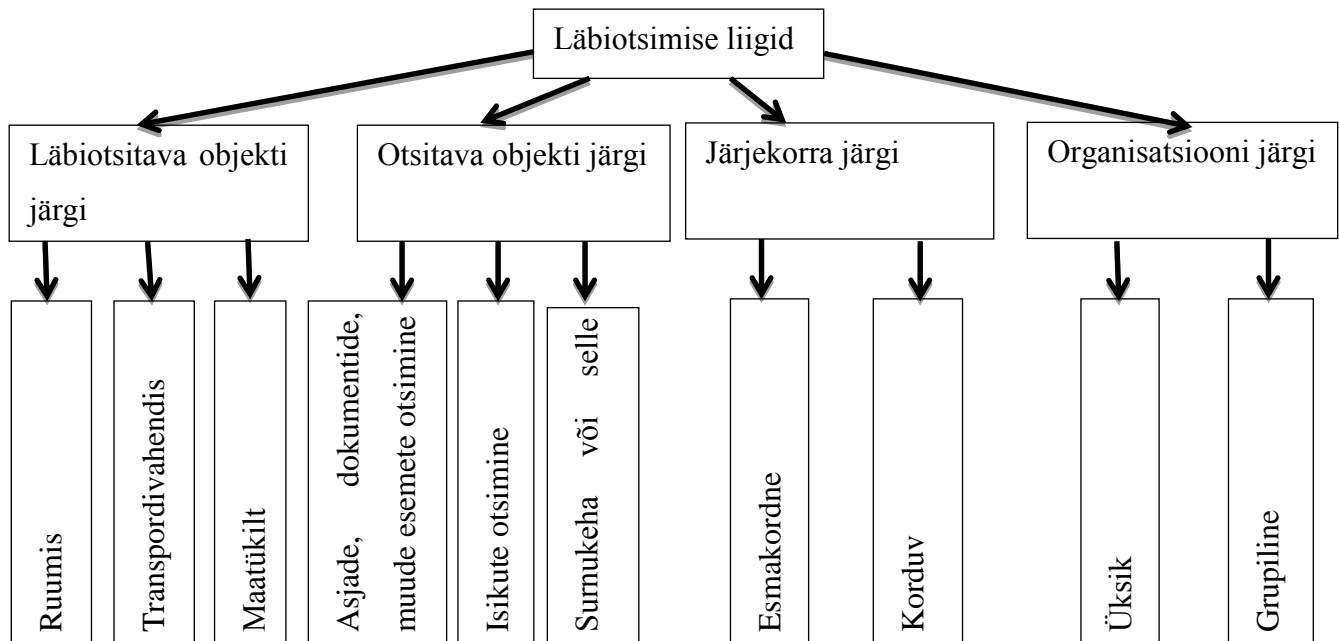 Läbiotsimise liigid
Läbiotsitava objekti
järgi
Otsitava objekti järgi
Järjekorra järgi
Organisatsiooni järgi
Ruumis
Transpordivahendis
Maatükilt
Asjade, dokumentide,
muude esemete otsimine
Isikute otsimine
Surnukeha või selle
Esmakordne
Korduv
Üksik
Grupiline